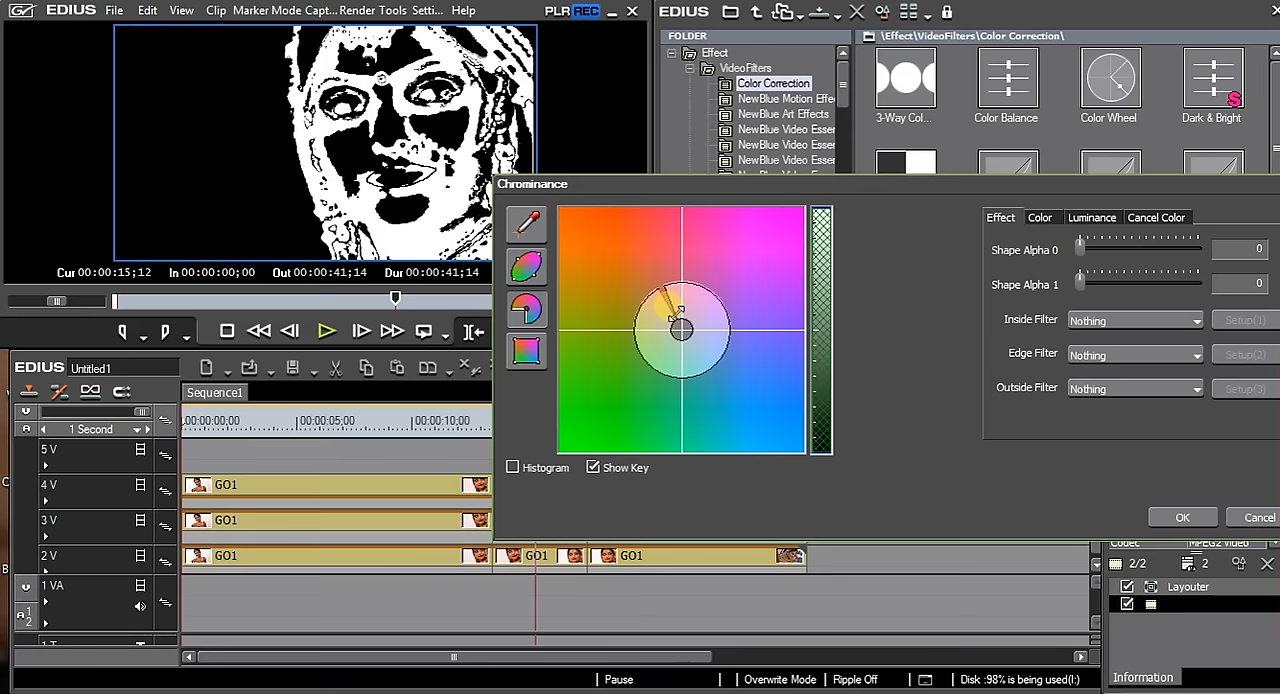 EDIUS File Edit View Clip Marker Mode Capt... Render Tools Setti... Help PLR REC
EDIUS
FOLDER
\Effect\VideoFilters\Color Correction\
Effect
VideoFilters
Color Correction
NewBlue Motion Effe
NewBlue Art Effects
NewBlue Video Esser
NewBlue Video Esser
NewBlue Video Esser
3-Way Col...
Color Balance
Color Wheel
Dark & Bright
S
Cur 00:00:15;12 In 00:00:00;00 Out 00:00:41;14 Dur 00:00:41;14
Chrominance
Effect Color Luminance Cancel Color
Shape Alpha 0 0
Shape Alpha 1 0
Inside Filter Nothing Setup(1)
Edge Filter Nothing Setup(2)
Outside Filter Nothing Setup(3)
Histogram Show Key
OK Cancel
EDIUS Untitled1
Sequence1
1 Second
00:00:00;00 00:00:05;00 00:00:10;00
5 V
4 V GO1
3 V GO1
2 V GO1 GO1 GO1
1 VA
A 1 2
Codec MPEG2 Video
2/2 2
Layouter
Information
Pause Overwrite Mode Ripple Off Disk :98% is being used(I:)